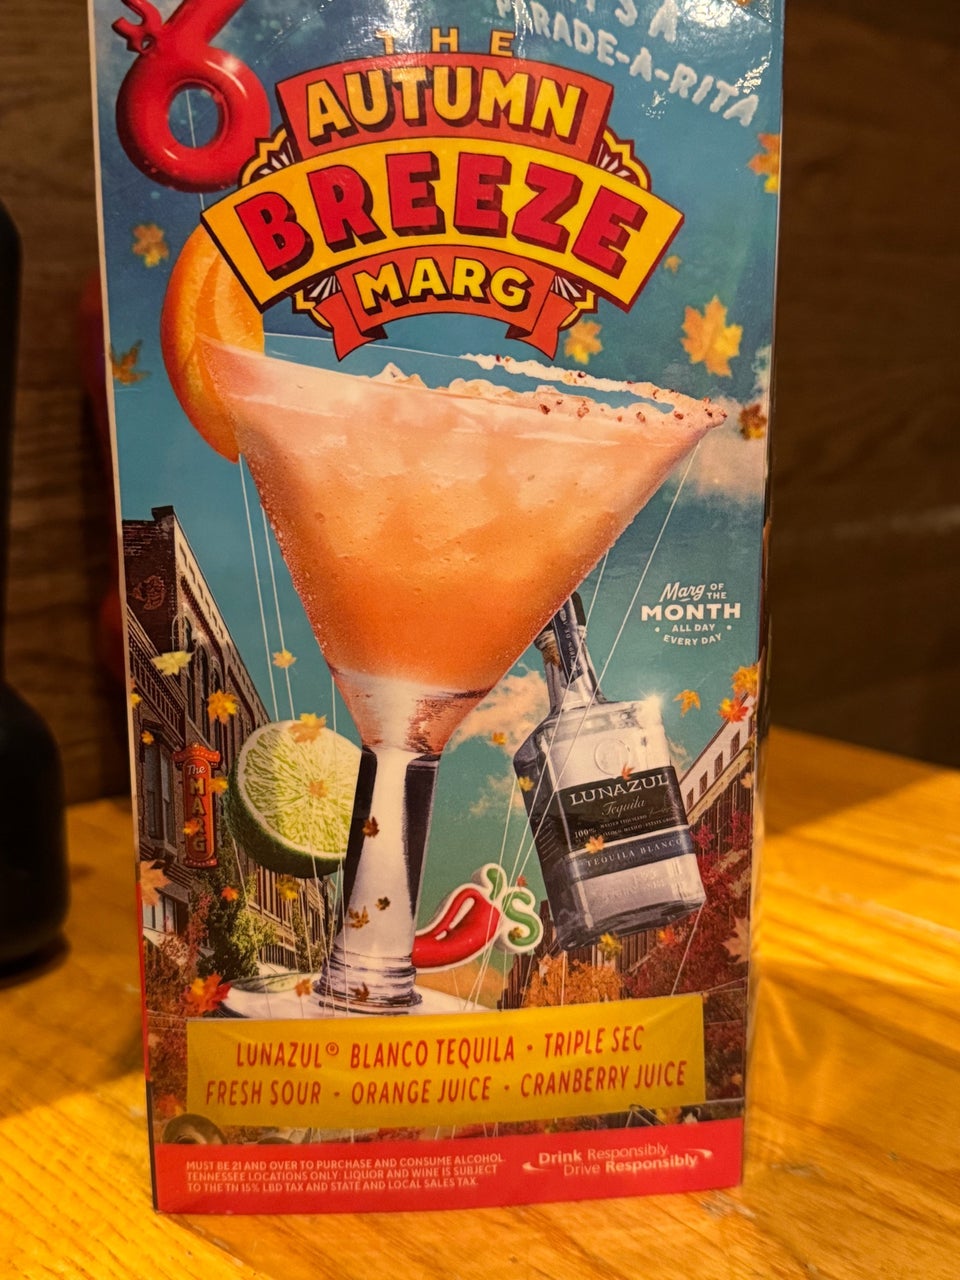 6
S A
RADE-A-RITA
THE
AUTUMN
BREEZE
MARG
Marg OF
THE
MONTH
• ALL DAY •
EVERY DAY
The
MARG
LUNAZUL
Tequila
100%
TEQUILA BLANCO
's
LUNAZUL® BLANCO TEQUILA • TRIPLE SEC
FRESH SOUR • ORANGE JUICE • CRANBERRY JUICE
MUST BE 21 AND OVER TO PURCHASE AND CONSUME ALCOHOL.
TENNESSEE LOCATIONS ONLY: LIQUOR AND WINE IS SUBJECT
TO THE TN 15% LBD TAX AND STATE AND LOCAL SALES TAX.
Drink Responsibly
Drive Responsibly